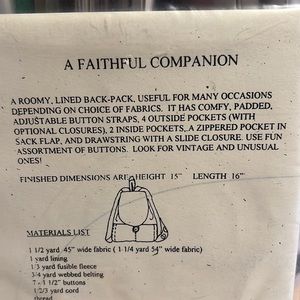 A FAITHFUL COMPANION
A ROOMY, LINED BACK-PACK, USEFUL FOR MANY OCCASIONS
DEPENDING ON CHOICE OF FABRICS. IT HAS COMFY, PADDED,
ADJUSTABLE BUTTON STRAPS, 4 OUTSIDE POCKETS (WITH
OPTIONAL CLOSURES), 2 INSIDE POCKETS, A ZIPPERED POCKET IN
SACK FLAP, AND DRAWSTRING WITH A SLIDE CLOSURE. USE FUN
ASSORTMENT OF BUTTONS. LOOK FOR VINTAGE AND UNUSUAL
ONES!
FINISHED DIMENSIONS ARE: HEIGHT 15" LENGTH 16"
MATERIALS LIST
1 1/2 yard 45" wide fabric ( 1-1/4 yard 54" wide fabric)
1 yard lining
1/3 yard fusible fleece
3/4 yard webbed belting
7 - 1 1/2" buttons
1/2/3 yard cord
thread